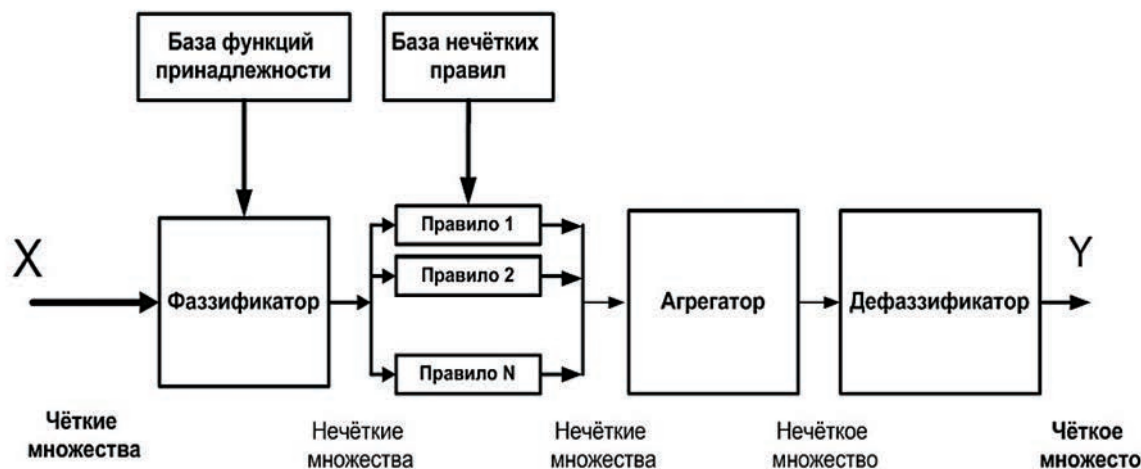 База функций
принадлежности
База нечётких
правил
X
Фаззификатор
Правило 1
Правило 2
Правило N
Агрегатор
Дефаззификатор
Y
Чёткие
множества
Нечёткие
множества
Нечёткие
множества
Нечёткое
множество
Чёткое
множесто